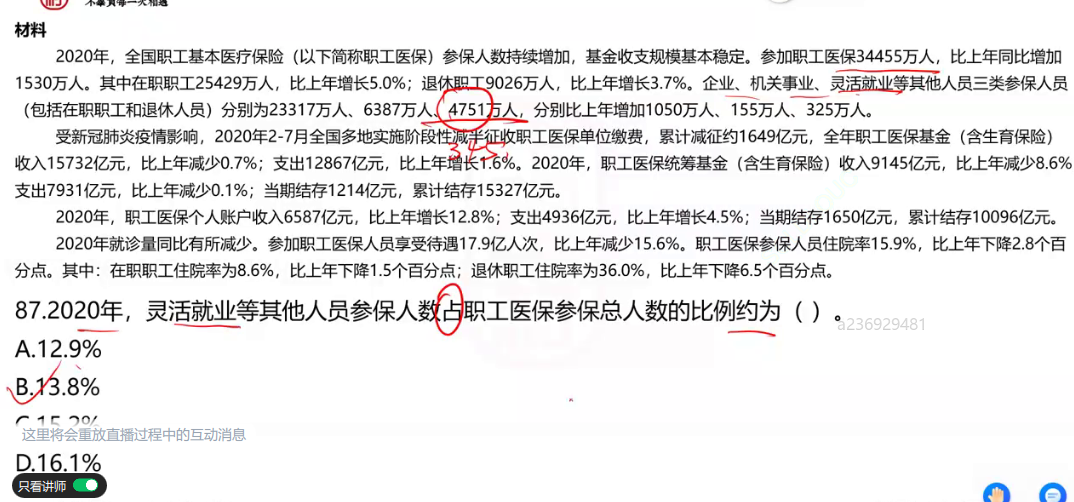 材料
2020年，全国职工基本医疗保险（以下简称职工医保）参保人数持续增加，基金收支规模基本稳定。参加职工医保34455万人，比上年同比增加
1530万人。其中在职职工25429万人，比上年增长5.0%；退休职工9026万人，比上年增长3.7%。企业、机关事业、灵活就业等其他人员三类参保人员
（包括在职职工和退休人员）分别为23317万人、6387万人、4751万人，分别比上年增加1050万人、155万人、325万人。
受新冠肺炎疫情影响，2020年2-7月全国多地实施阶段性减半征收职工医保单位缴费，累计减征约1649亿元，全年职工医保基金（含生育保险）
345
收入15732亿元，比上年减少0.7%；支出12867亿元，比上年增长1.6%。2020年，职工医保统筹基金（含生育保险）收入9145亿元，比上年减少8.6%
支出7931亿元，比上年减少0.1%；当期结存1214亿元，累计结存15327亿元。
2020年，职工医保个人账户收入6587亿元，比上年增长12.8%；支出4936亿元，比上年增长4.5%；当期结存1650亿元，累计结存10096亿元。
2020年就诊量同比有所减少。参加职工医保人员享受待遇17.9亿人次，比上年减少15.6%。职工医保参保人员住院率15.9%，比上年下降2.8个百
分点。其中：在职职工住院率为8.6%，比上年下降1.5个百分点；退休职工住院率为36.0%，比上年下降6.5个百分点。
87.2020年，灵活就业等其他人员参保人数占职工医保参保总人数的比例约为（ ）。
a236929481
A.12.9%
B.13.8%
C.15.2%
这里将会重放直播过程中的互动消息
D.16.1%
只看讲师